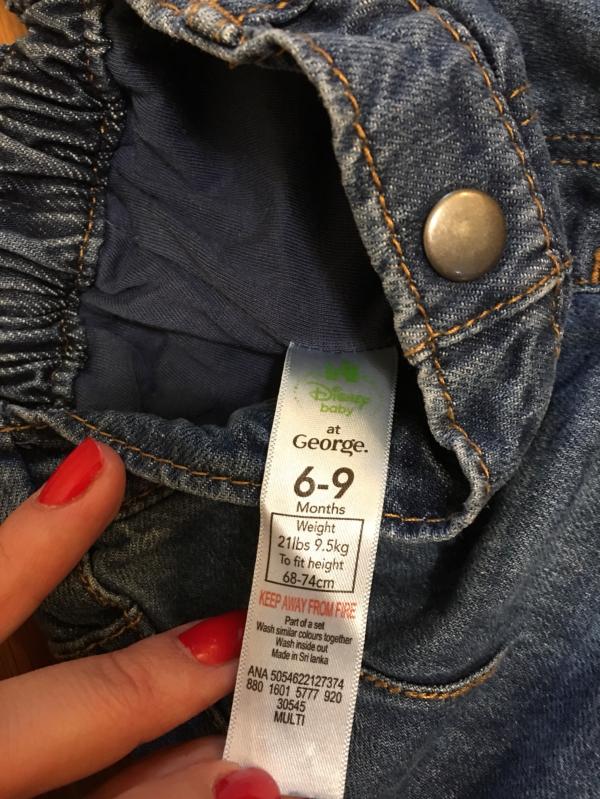 Disney
baby
at
George.
6-9
Months
Weight
21lbs 9.5kg
To fit height
68-74cm
KEEP AWAY FROM FIRE
Part of a set
Wash similar colours together
Wash inside out
Made in Sri lanka
ANA 5054622127374
880 1601 5777 920
30545
MULTI